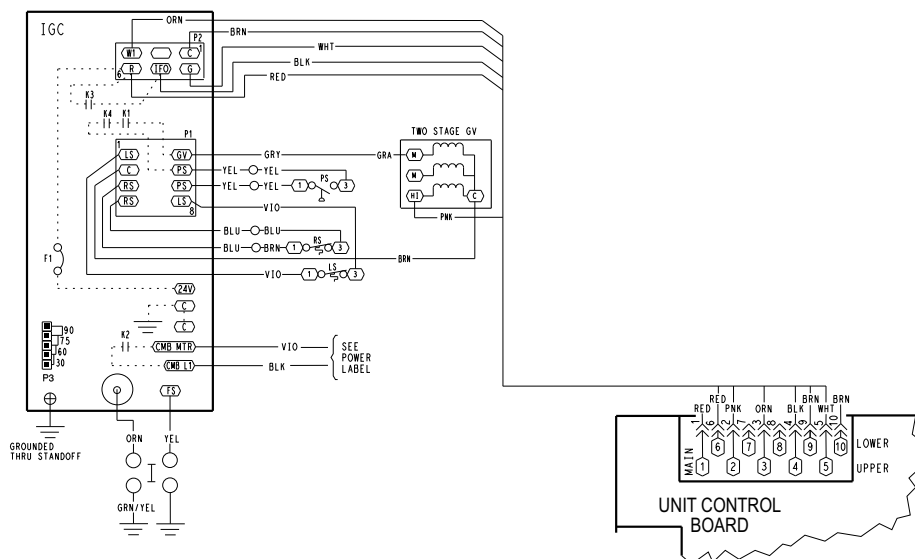 IGC
ORN
BRN
WHT
BLK
RED
P2
W1 C 1
6 R IFO G
K3
K4 K1
P1
1
LS GV
C PS
RS PS
RS LS
8
GRY
GRA
YEL YEL
YEL YEL 1 PS 3
VIO
BLU BLU
BLU BRN 1 RS 3
BRN
VIO 1 LS 3
TWO STAGE GV
M
M
HI C
PNK
F1
24V
C
C
K2
CMB MTR VIO
CMB L1 BLK
SEE
POWER
LABEL
90
75
60
30
P3
FS
GROUNDED
THRU STANDOFF
ORN YEL
GRN/YEL
RED BRN BRN
RED PNK ORN BLK WHT
1 6 2 7 3 8 4 9 5 10
6 7 8 9 10 LOWER
MAIN 1 2 3 4 5 UPPER
UNIT CONTROL
BOARD